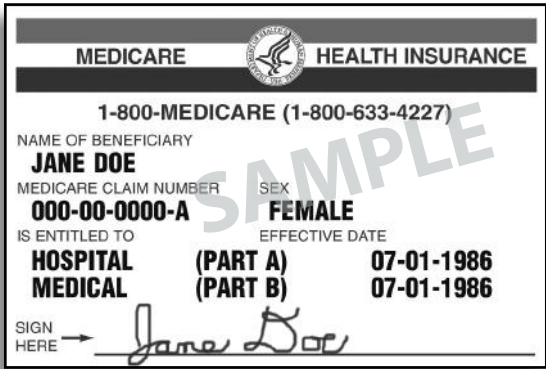 MEDICARE HEALTH INSURANCE
1-800-MEDICARE (1-800-633-4227)
SAMPLE
NAME OF BENEFICIARY
JANE DOE
MEDICARE CLAIM NUMBER SEX
000-00-0000-A FEMALE
IS ENTITLED TO EFFECTIVE DATE
HOSPITAL (PART A) 07-01-1986
MEDICAL (PART B) 07-01-1986
SIGN
HERE
Jane Doe